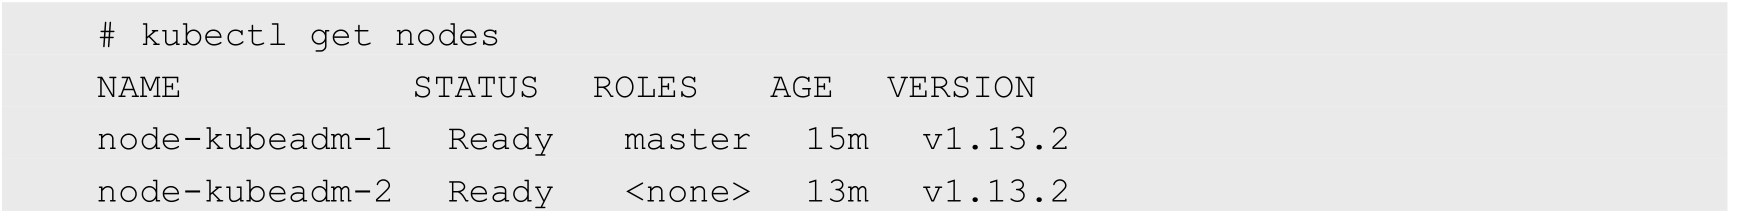 # kubectl get nodes
NAME           STATUS   ROLES    AGE   VERSION
node-kubeadm-1   Ready    master   15m   v1.13.2
node-kubeadm-2   Ready    <none>   13m   v1.13.2